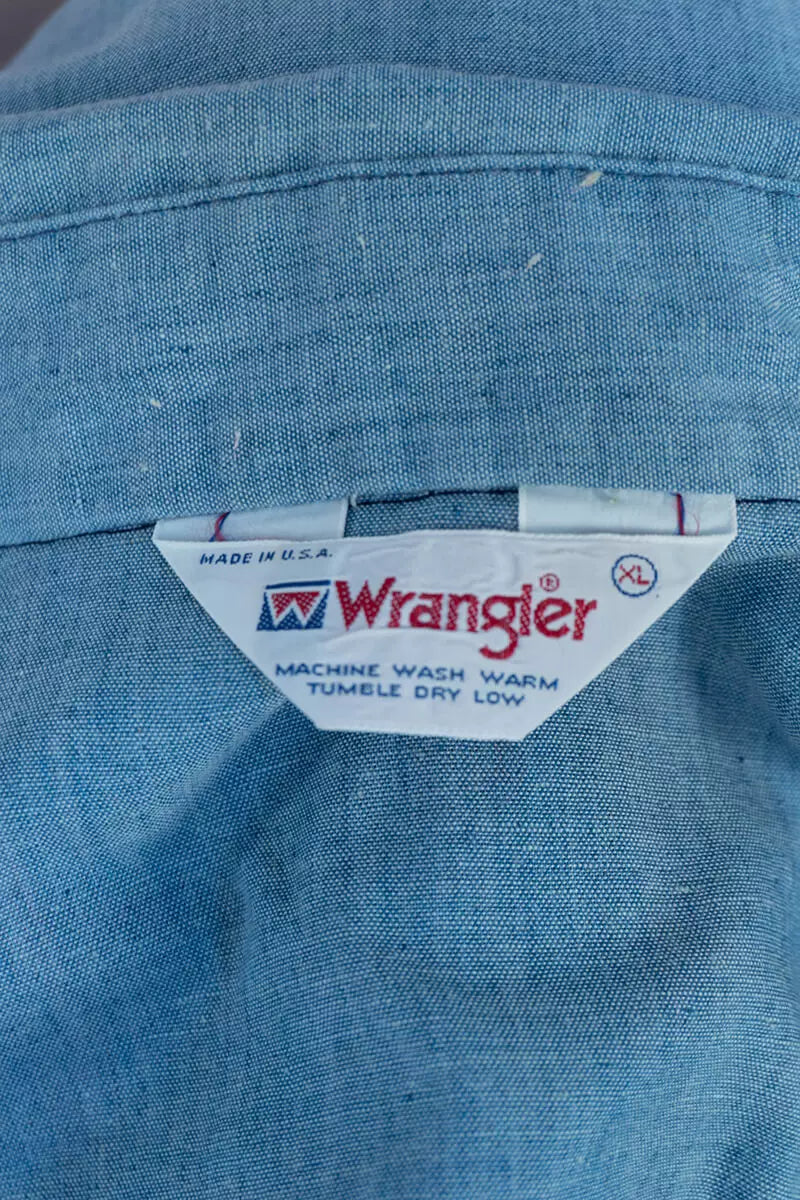 MADE IN U.S.A.
XL
W Wrangler®
MACHINE WASH WARM
TUMBLE DRY LOW